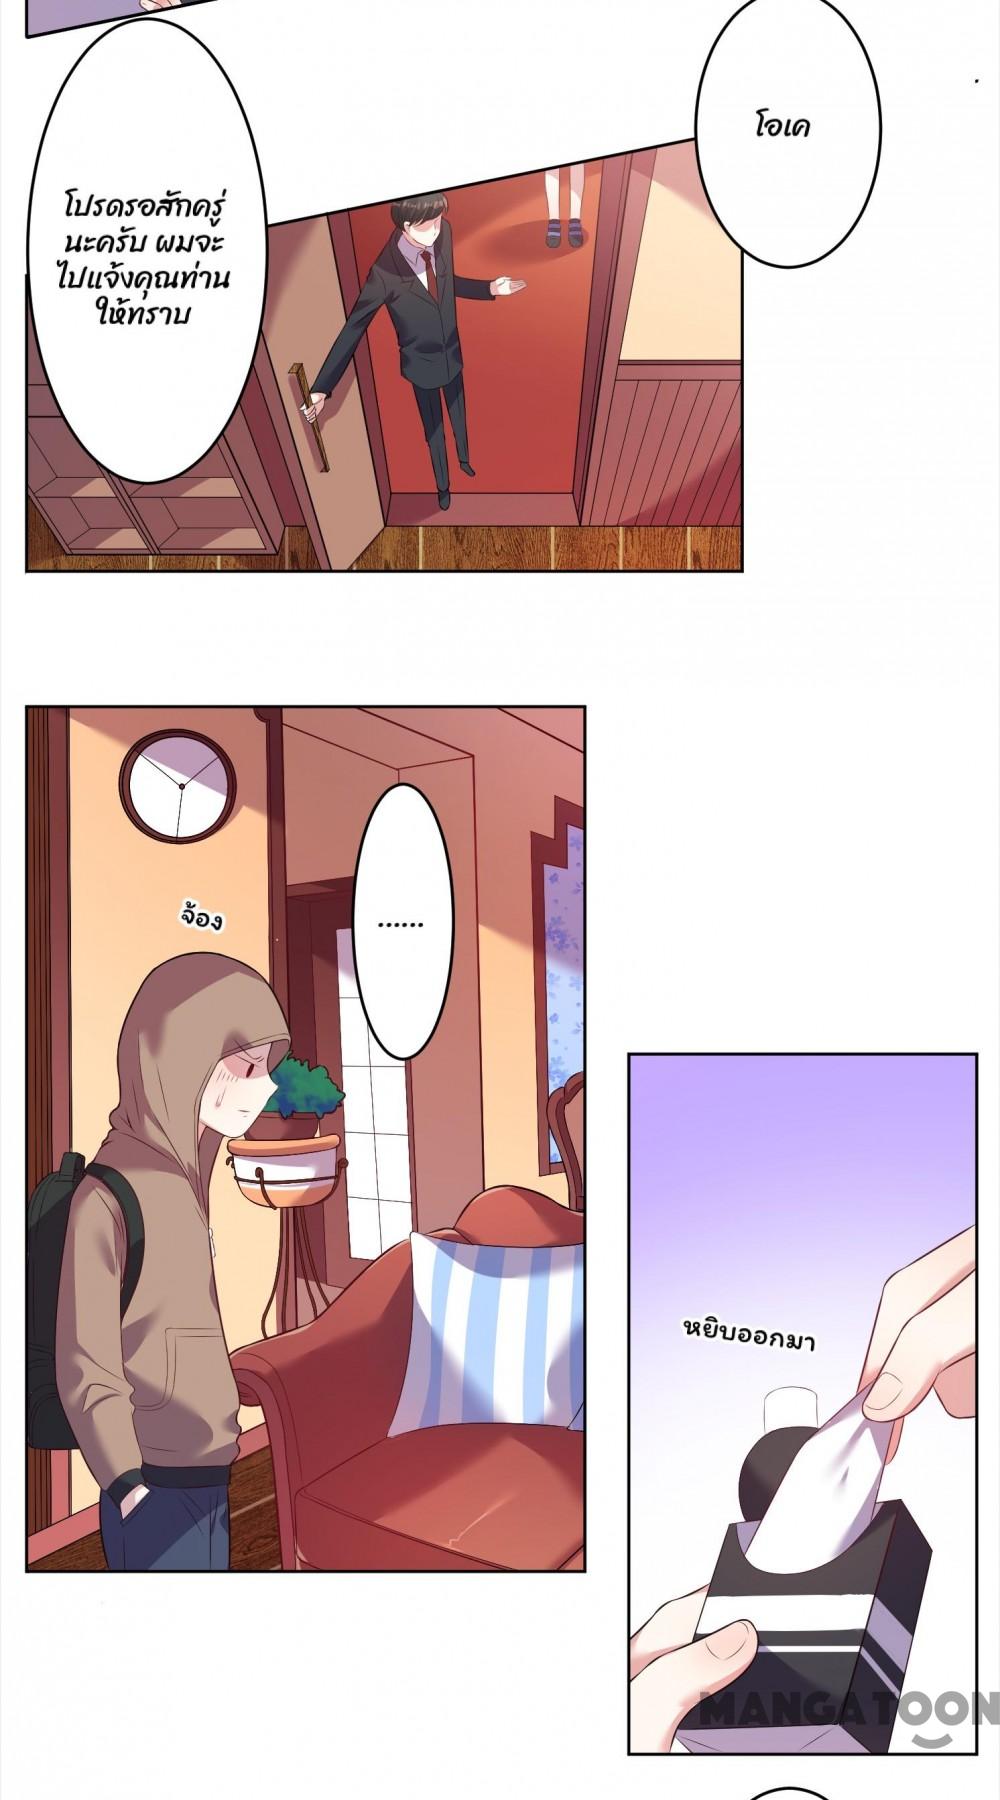 โอเค
โปรดรอสักครู่
นะครับ ผมจะ
ไปแจ้งคุณท่าน
ให้ทราบ
......
จ้อง
หยิบออกมา
MANGATOON